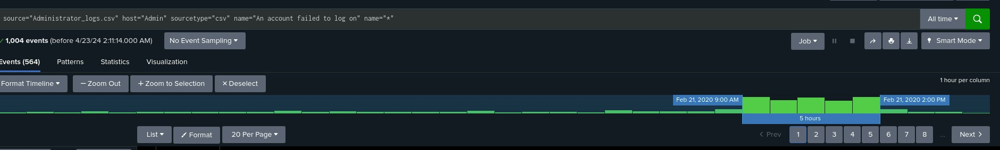 source="Administrator_logs.csv" host="Admin" sourcetype="csv" name="An account failed to log on" name="*"
All time
1,004 events (before 4/23/24 2:11:14.000 AM) No Event Sampling
Job Smart Mode
Events (564) Patterns Statistics Visualization
Format Timeline — Zoom Out + Zoom to Selection × Deselect
1 hour per column
Feb 21, 2020 9:00 AM Feb 21, 2020 2:00 PM
5 hours
List Format 20 Per Page
< Prev 1 2 3 4 5 6 7 8 ... Next >